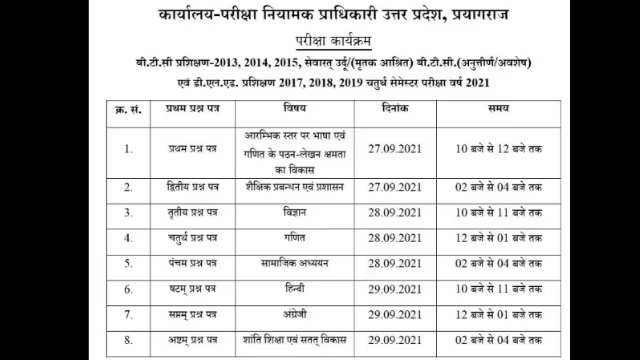 कार्यालय-परीक्षा नियामक प्राधिकारी उत्तर प्रदेश, प्रयागराज
परीक्षा कार्यक्रम
बी.टी.सी प्रशिक्षण-2013, 2014, 2015, सेवारत् उर्दू/(मृतक आश्रित) बी.टी.सी.(अनुत्तीर्ण/अवशेष)
एवं डी.एल.एड. प्रशिक्षण 2017, 2018, 2019 चतुर्थ सेमेस्टर परीक्षा वर्ष 2021
क्र. सं. प्रथम प्रश्न पत्र विषय दिनांक समय
1. प्रथम प्रश्न पत्र आरम्भिक स्तर पर भाषा एवं गणित के पठन-लेखन क्षमता का विकास 27.09.2021 10 बजे से 12 बजे तक
2. द्वितीय प्रश्न पत्र शैक्षिक प्रबन्धन एवं प्रशासन 27.09.2021 02 बजे से 04 बजे तक
3. तृतीय प्रश्न पत्र विज्ञान 28.09.2021 10 बजे से 11 बजे तक
4. चतुर्थ प्रश्न पत्र गणित 28.09.2021 12 बजे से 01 बजे तक
5 पंचम प्रश्न पत्र सामाजिक अध्ययन 28.09.2021 02 बजे से 04 बजे तक
6. षटम् प्रश्न पत्र हिन्दी 29.09.2021 10 बजे से 11 बजे तक
7. सप्तम् प्रश्न पत्र अंग्रेजी 29.09.2021 12 बजे से 01 बजे तक
8. अष्टम् प्रश्न पत्र शांति शिक्षा एवं सतत् विकास 29.09.2021 02 बजे से 04 बजे तक